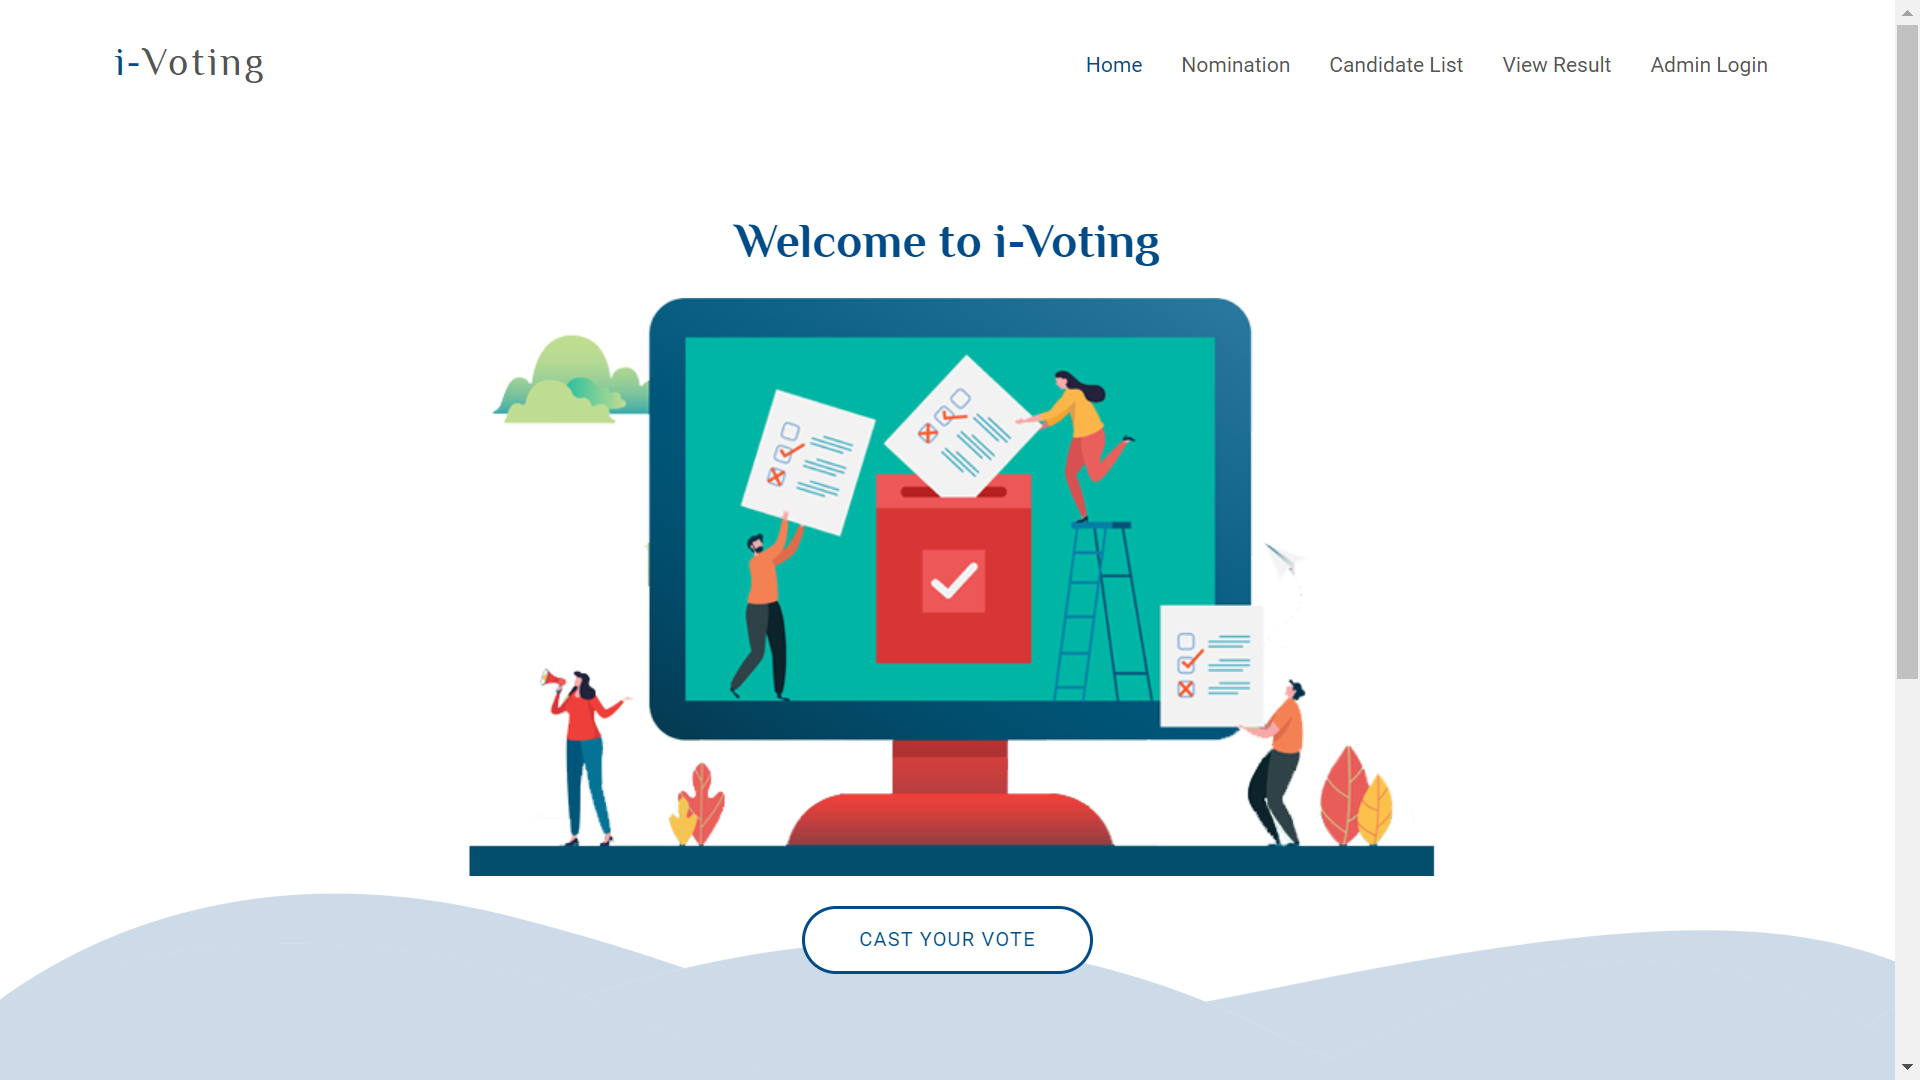 i-Voting
Home Nomination Candidate List View Result Admin Login
Welcome to i-Voting
CAST YOUR VOTE